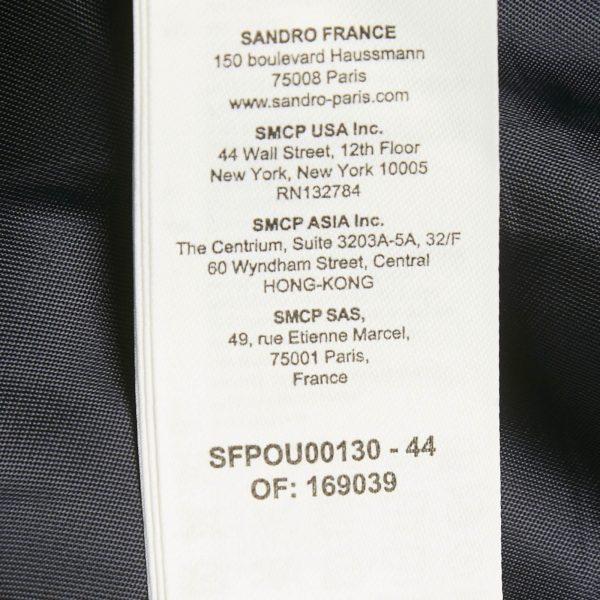 SANDRO FRANCE
150 boulevard Haussmann
75008 Paris
www.sandro-paris.com
SMCP USA Inc.
44 Wall Street, 12th Floor
New York, New York 10005
RN132784
SMCP ASIA Inc.
The Centrium, Suite 3203A-5A, 32/F
60 Wyndham Street, Central
HONG-KONG
SMCP SAS,
49, rue Etienne Marcel,
75001 Paris,
France
SFPOU00130 - 44
OF: 169039